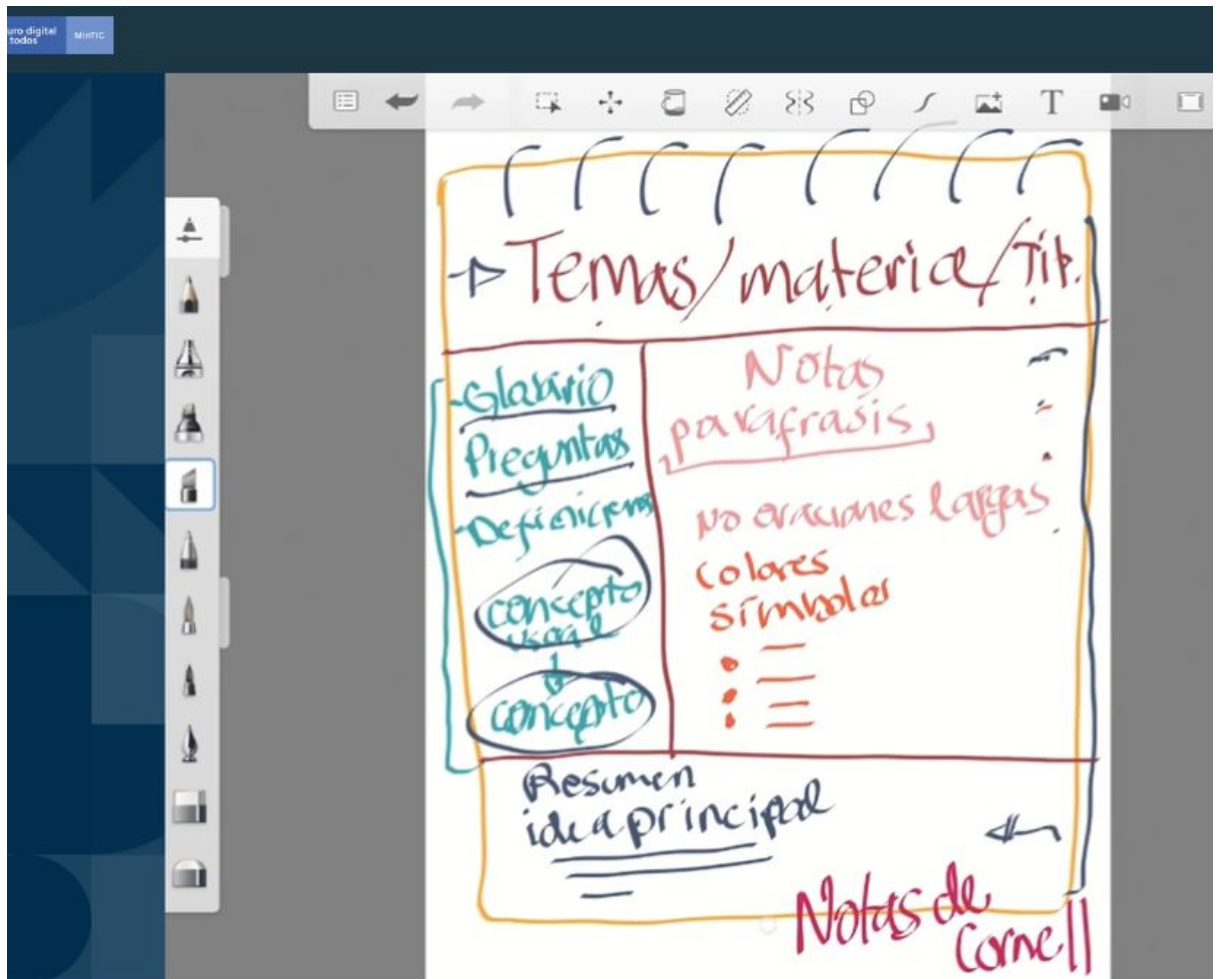 uro digital
todos
MinTIC
T
Temas/materia/Tit.
Glosario
Preguntas
Definiciones
concepto
concepto
Notas
parafrasis,
No oraciones largas
colores
simbolos
Resumen
idea principal
Notas de
Cornell